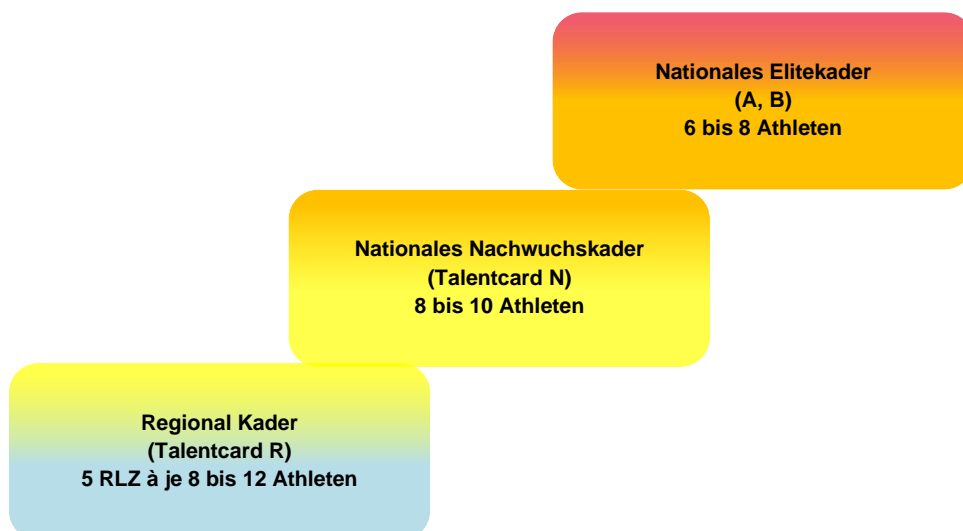 Nationales Elitekader
(A, B)
6 bis 8 Athleten
Nationales Nachwuchskader
(Talentcard N)
8 bis 10 Athleten
Regional Kader
(Talentcard R)
5 RLZ à je 8 bis 12 Athleten